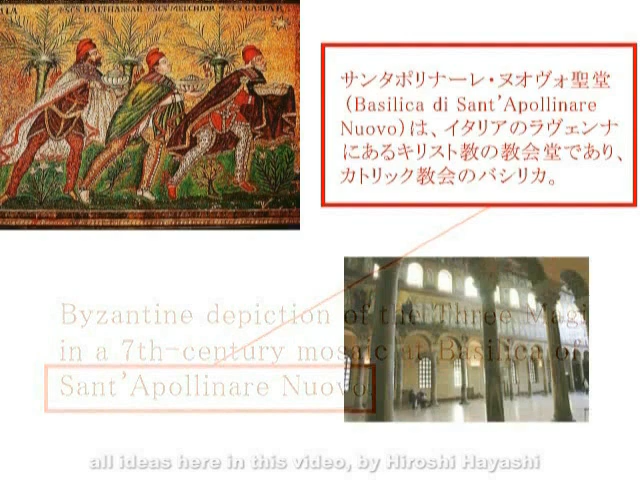 SCS BALTHASSAR SCS MELCHIOR
サンタポリナーレ・ヌオヴォ聖堂
（Basilica di Sant'Apollinare
Nuovo）は、イタリアのラヴェンナ
にあるキリスト教の教会堂であり、
カトリック教会のバシリカ。
Byzantine depiction of the Three Magi
in a 7th-century mosaic at Basilica of
Sant'Apollinare Nuovo
all ideas here in this video, by Hiroshi Hayashi